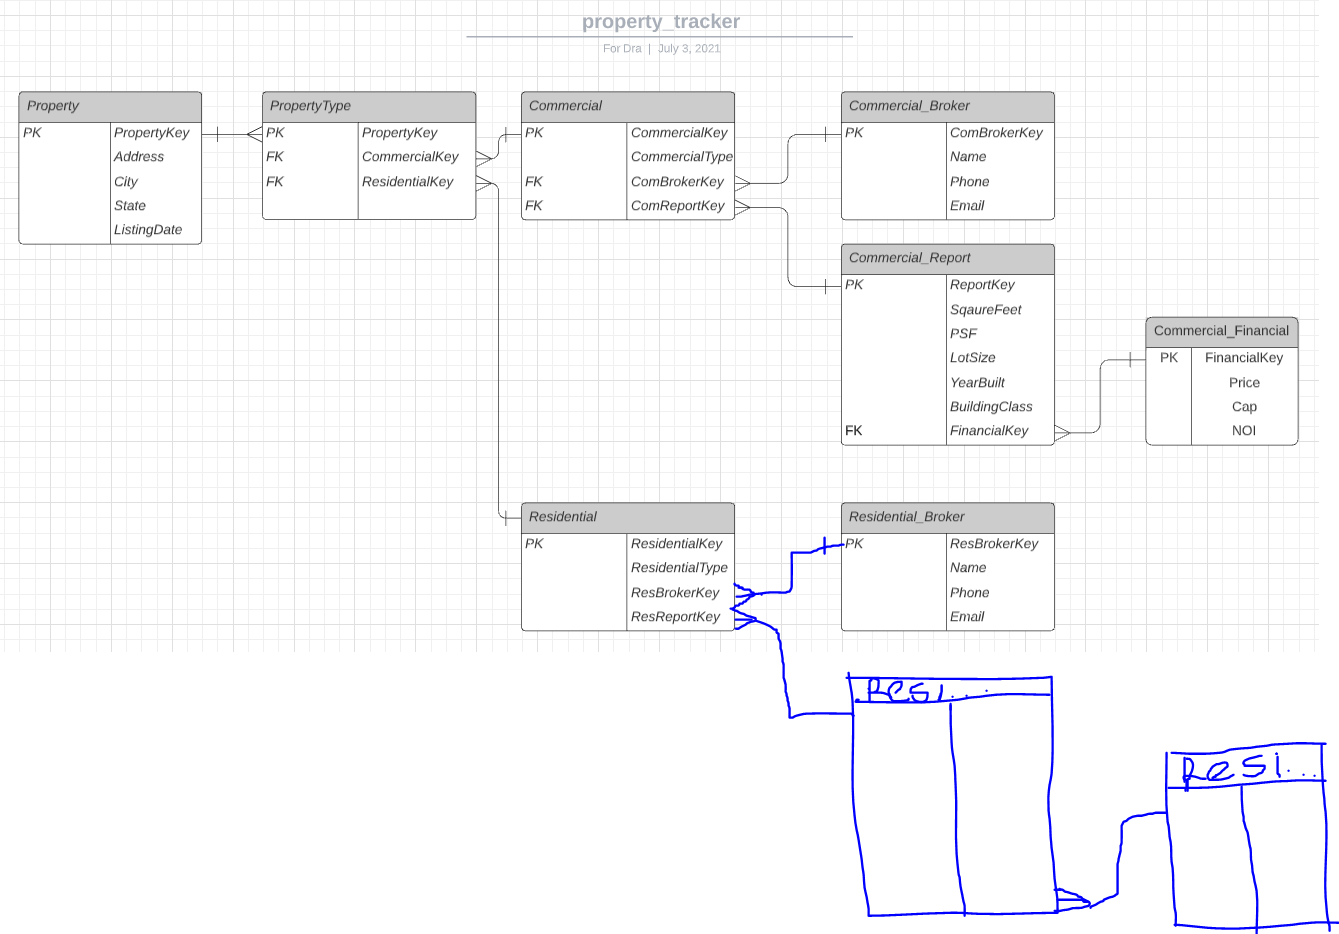 property_tracker
For Dra | July 3, 2021
Property
PK PropertyKey
Address
City
State
ListingDate
PropertyType
PK PropertyKey
FK CommercialKey
FK ResidentialKey
Commercial
PK CommercialKey
CommercialType
FK ComBrokerKey
FK ComReportKey
Commercial_Broker
PK ComBrokerKey
Name
Phone
Email
Commercial_Report
PK ReportKey
SqaureFeet
PSF
LotSize
YearBuilt
BuildingClass
FK FinancialKey
Commercial_Financial
PK FinancialKey
Price
Cap
NOI
Residential
PK ResidentialKey
ResidentialType
ResBrokerKey
ResReportKey
Residential_Broker
PK ResBrokerKey
Name
Phone
Email
Resi...
Resi...